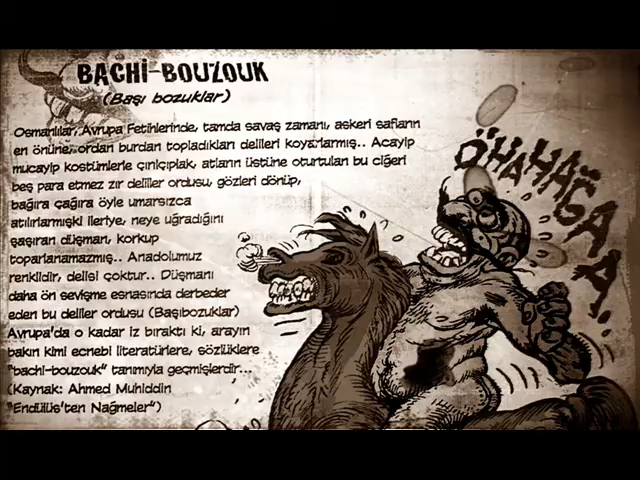 BACHİ-BOUZOUK
(Başı bozuklar)
Osmanlılar, Avrupa Fetihlerinde, tamda savaş zamanı, askeri safların
en önüne, ordan burdan topladıkları delileri koyarlarmış.. Acayip
mucayip kostümlerle çırılçıplak, atların üstüne oturtulan bu ciğeri
beş para etmez zır deliler ordusu, gözleri dönüp,
bağıra çağıra öyle umarsızca
atılırlarmışki ileriye, neye uğradığını
şaşıran düşman, korkup
toparlanamazmış.. Anadolumuz
renklidir, delisi çoktur.. Düşmanı
daha ön sevişme esnasında derbeder
eden bu deliler ordusu (Başıbozuklar)
Avrupa'da o kadar iz bıraktı ki, arayın
bakın kimi ecnebi literatürlere, sözlüklere
"bachi-bouzouk" tanımıyla geçmişlerdir...
(Kaynak: Ahmed Muhiddin
"Endülüs'ten Nağmeler")
ÖHAHAĞAAA..